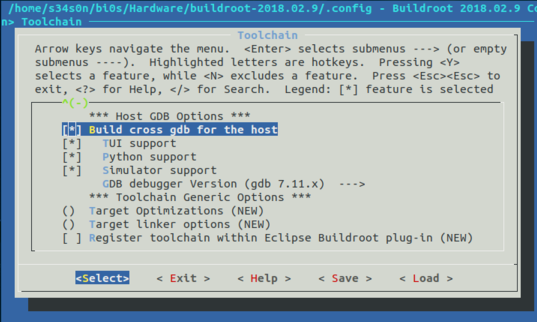 /home/s34s0n/bi0s/Hardware/buildroot-2018.02.9/.config - Buildroot 2018.02.9 Co
n> Toolchain
Toolchain
Arrow keys navigate the menu. <Enter> selects submenus ---> (or empty
submenus ----). Highlighted letters are hotkeys. Pressing <Y>
selects a feature, while <N> excludes a feature. Press <Esc><Esc> to
exit, <?> for Help, </> for Search. Legend: [*] feature is selected
^(-)
*** Host GDB Options ***
[*] Build cross gdb for the host
[*] TUI support
[*] Python support
[*] Simulator support
GDB debugger Version (gdb 7.11.x) --->
*** Toolchain Generic Options ***
() Target Optimizations (NEW)
() Target linker options (NEW)
[ ] Register toolchain within Eclipse Buildroot plug-in (NEW)
<Select> < Exit > < Help > < Save > < Load >